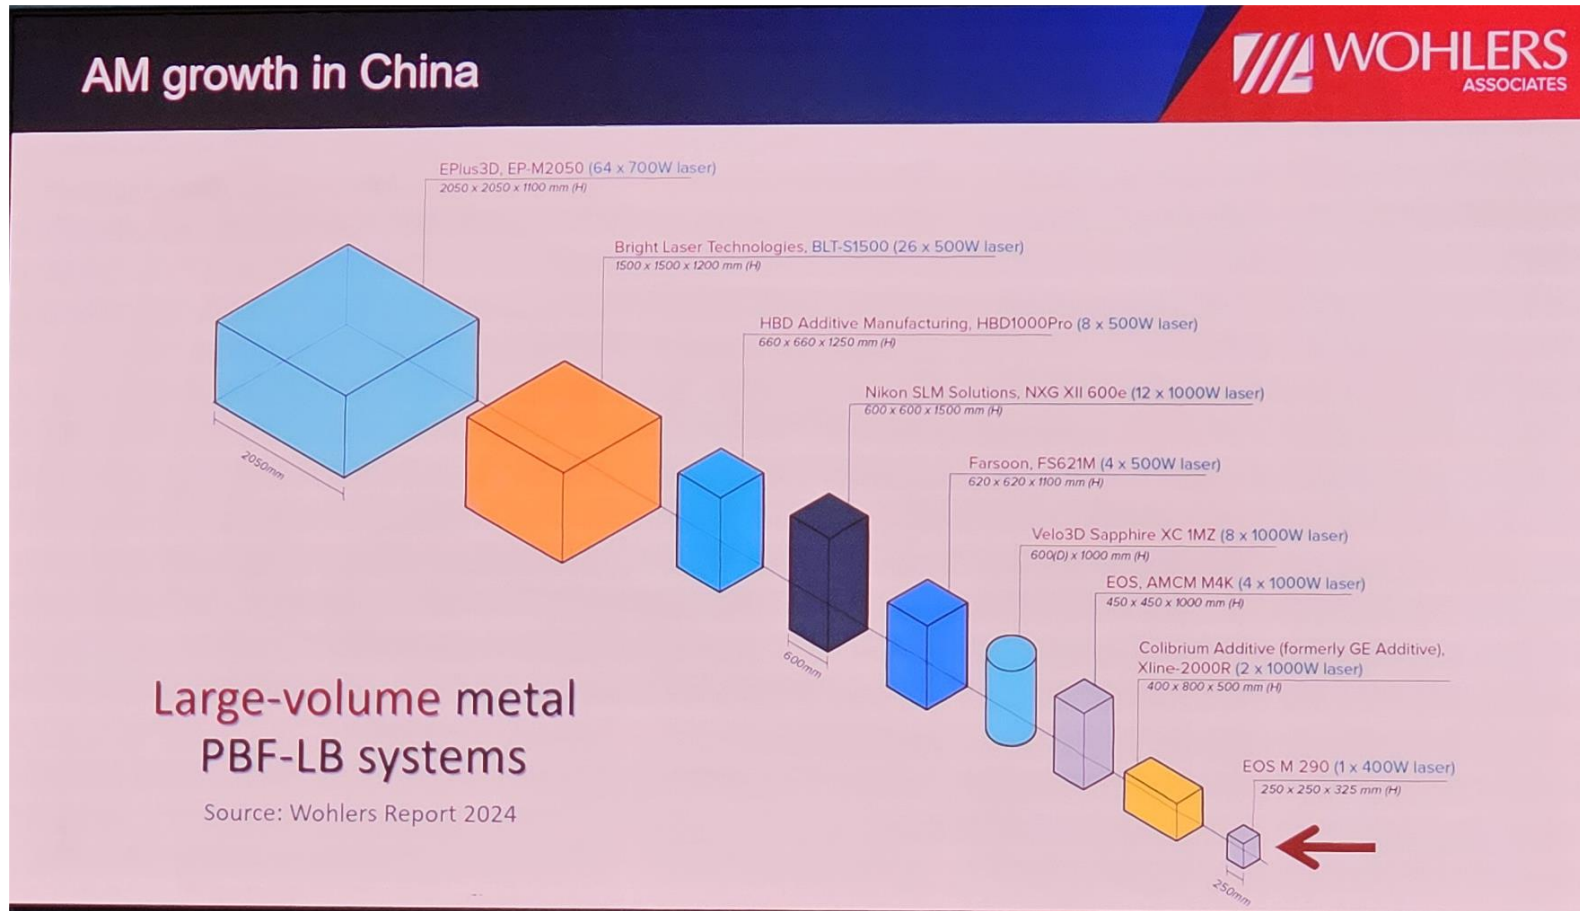 AM growth in China
WOHLERS
ASSOCIATES
EPlus3D, EP-M2050 (64 x 700W laser)
2050 x 2050 x 1100 mm (H)
Bright Laser Technologies, BLT-S1500 (26 x 500W laser)
1500 x 1500 x 1200 mm (H)
HBD Additive Manufacturing, HBD1000Pro (8 x 500W laser)
660 x 660 x 1250 mm (H)
Nikon SLM Solutions, NXG XII 600e (12 x 1000W laser)
600 x 600 x 1500 mm (H)
Farsoon, FS621M (4 x 500W laser)
620 x 620 x 1100 mm (H)
Velo3D Sapphire XC 1MZ (8 x 1000W laser)
600(D) x 1000 mm (H)
EOS, AMCM M4K (4 x 1000W laser)
450 x 450 x 1000 mm (H)
Colibrium Additive (formerly GE Additive),
Xline-2000R (2 x 1000W laser)
400 x 800 x 500 mm (H)
EOS M 290 (1 x 400W laser)
250 x 250 x 325 mm (H)
2050mm
600mm
250mm
Large-volume metal
PBF-LB systems
Source: Wohlers Report 2024